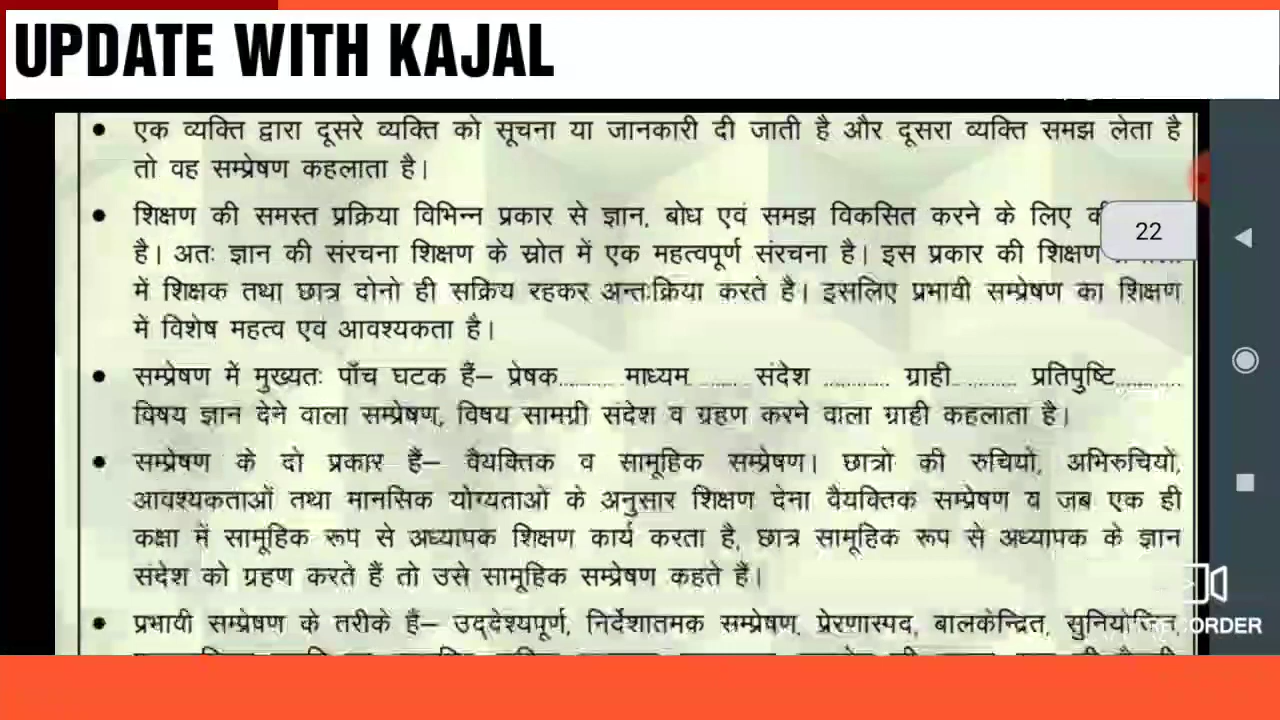 UPDATE WITH KAJAL
एक व्यक्ति द्वारा दूसरे व्यक्ति को सूचना या जानकारी दी जाती है और दूसरा व्यक्ति समझ लेता है
तो वह सम्प्रेषण कहलाता है।
शिक्षण की समस्त प्रक्रिया विभिन्न प्रकार से ज्ञान, बोध एवं समझ विकसित करने के लिए
22
है। अतः ज्ञान की संरचना शिक्षण के स्रोत में एक महत्वपूर्ण संरचना है। इस प्रकार की शिक्षण
में शिक्षक तथा छात्र दोनो ही सक्रिय रहकर अन्तःक्रिया करते है। इसलिए प्रभावी सम्प्रेषण का शिक्षण
में विशेष महत्व एवं आवश्यकता है।
सम्प्रेषण में मुख्यतः पाँच घटक हैं– प्रेषक........ माध्यम ........ संदेश ........ ग्राही........ प्रतिपुष्टि........
विषय ज्ञान देने वाला सम्प्रेषण, विषय सामग्री संदेश व ग्रहण करने वाला ग्राही कहलाता है।
सम्प्रेषण के दो प्रकार हैं– वैयक्तिक व सामूहिक सम्प्रेषण। छात्रो की रुचियो, अभिरुचियो,
आवश्यकताओं तथा मानसिक योग्यताओं के अनुसार शिक्षण देना वैयक्तिक सम्प्रेषण व जब एक ही
कक्षा में सामूहिक रूप से अध्यापक शिक्षण कार्य करता है, छात्र सामूहिक रूप से अध्यापक के ज्ञान
संदेश को ग्रहण करते हैं तो उसे सामूहिक सम्प्रेषण कहते है।
प्रभावी सम्प्रेषण के तरीके हैं– उद्देश्यपूर्ण, निर्देशातमक सम्प्रेषण, प्रेरणास्पद, बालकेन्द्रित, सुनियोजित,